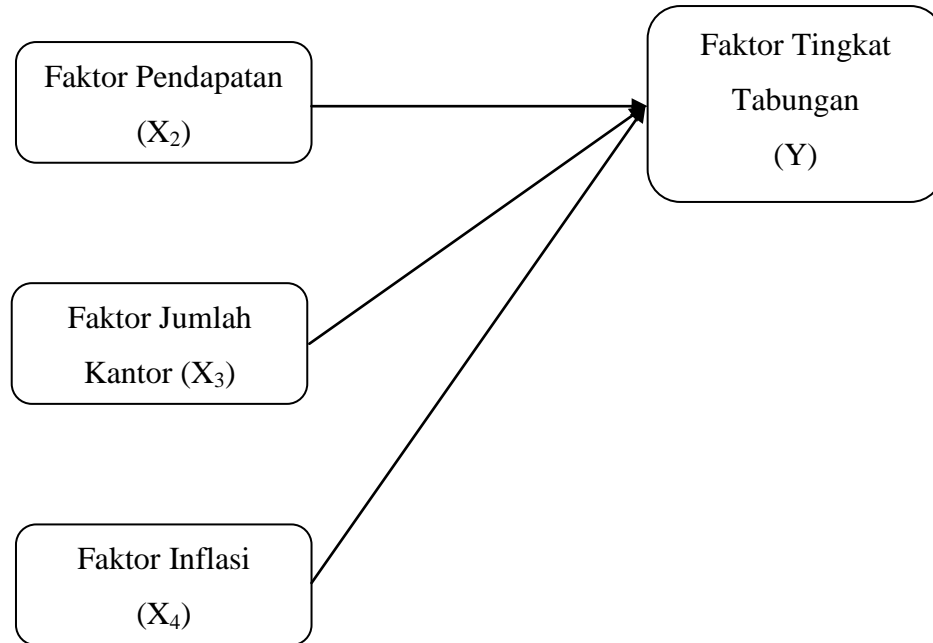 Faktor Tingkat
Tabungan
(Y)
Faktor Pendapatan
(X₂)
Faktor Jumlah
Kantor (X₃)
Faktor Inflasi
(X₄)